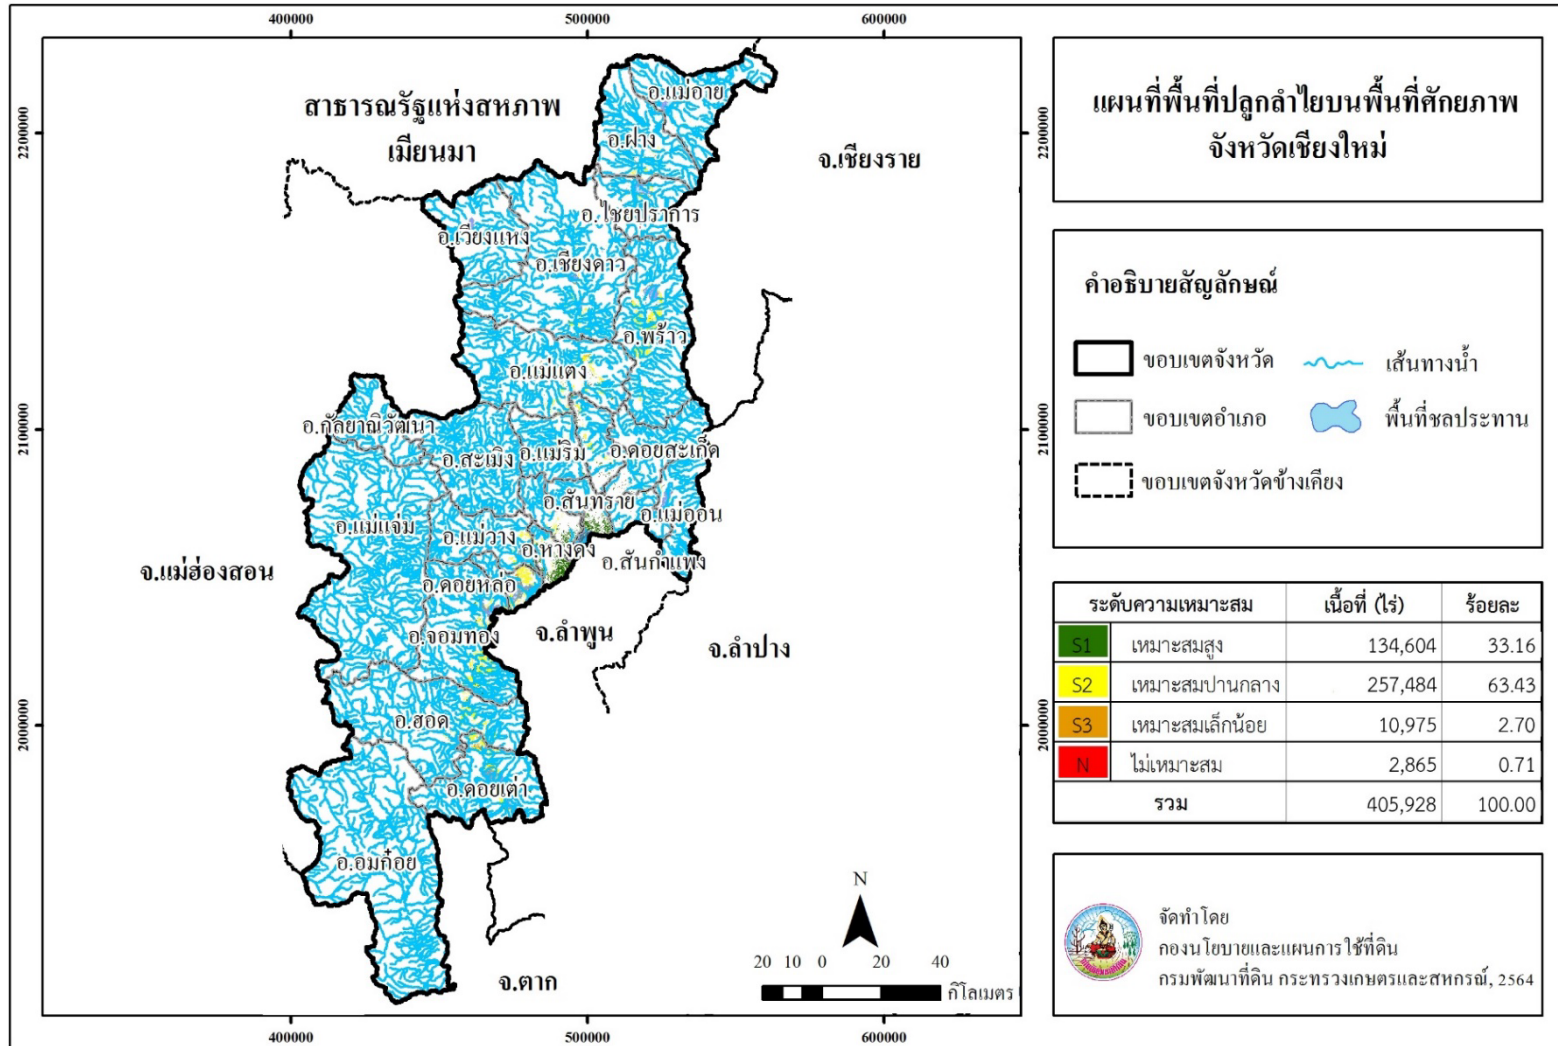 400000
500000
600000
2200000
2100000
2000000
2200000
2100000
2000000
400000
500000
600000
สาธารณรัฐแห่งสหภาพ
เมียนมา
จ.เชียงราย
จ.แม่ฮ่องสอน
จ.ลำพูน
จ.ลำปาง
จ.ตาก
อ.แม่อาย
อ.ฝาง
อ.ไชยปราการ
อ.เวียงแหง
อ.เชียงดาว
อ.พร้าว
อ.แม่แตง
อ.กัลยาณิวัฒนา
อ.สะเมิง
อ.แม่ริม
อ.ดอยสะเก็ด
อ.สันทราย
อ.แม่ออน
อ.แม่แจ่ม
อ.แม่วาง
อ.หางดง
อ.สันกำแพง
อ.ดอยหล่อ
อ.จอมทอง
อ.ฮอด
อ.ดอยเต่า
อ.อมก๋อย
N
20 10 0 20 40
กิโลเมตร
แผนที่พื้นที่ปลูกลำไยบนพื้นที่ศักยภาพ
จังหวัดเชียงใหม่
คำอธิบายสัญลักษณ์
ขอบเขตจังหวัด เส้นทางน้ำ
ขอบเขตอำเภอ พื้นที่ชลประทาน
ขอบเขตจังหวัดข้างเคียง
ระดับความเหมาะสม เนื้อที่ (ไร่) ร้อยละ
S1 เหมาะสมสูง 134,604 33.16
S2 เหมาะสมปานกลาง 257,484 63.43
S3 เหมาะสมเล็กน้อย 10,975 2.70
N ไม่เหมาะสม 2,865 0.71
รวม 405,928 100.00
จัดทำโดย
กองนโยบายและแผนการใช้ที่ดิน
กรมพัฒนาที่ดิน กระทรวงเกษตรและสหกรณ์, 2564